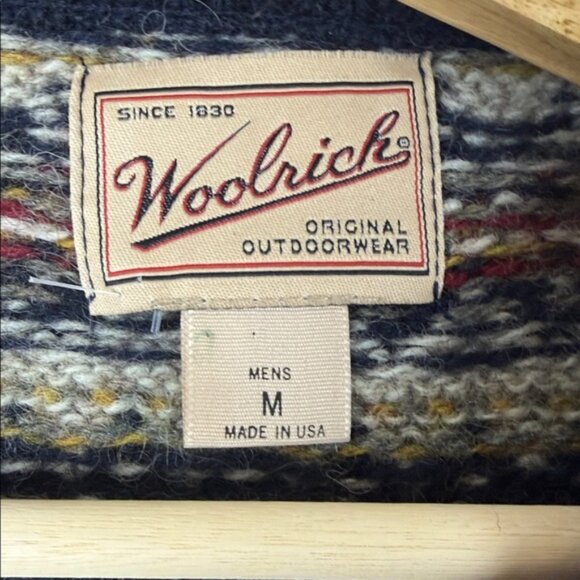 SINCE 1830
Woolrich®
ORIGINAL
OUTDOORWEAR
MENS
M
MADE IN USA